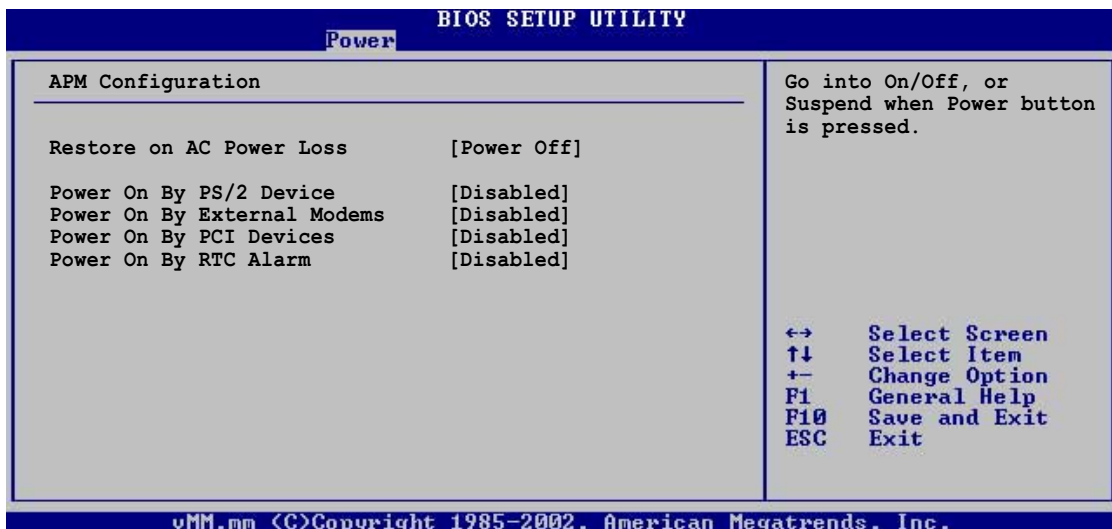 BIOS SETUP UTILITY
Power
APM Configuration
Restore on AC Power Loss [Power Off]
Power On By PS/2 Device [Disabled]
Power On By External Modems [Disabled]
Power On By PCI Devices [Disabled]
Power On By RTC Alarm [Disabled]
Go into On/Off, or
Suspend when Power button
is pressed.
←→ Select Screen
↑↓ Select Item
+- Change Option
F1 General Help
F10 Save and Exit
ESC Exit
vMM.mm (C)Copyright 1985-2002, American Megatrends, Inc.